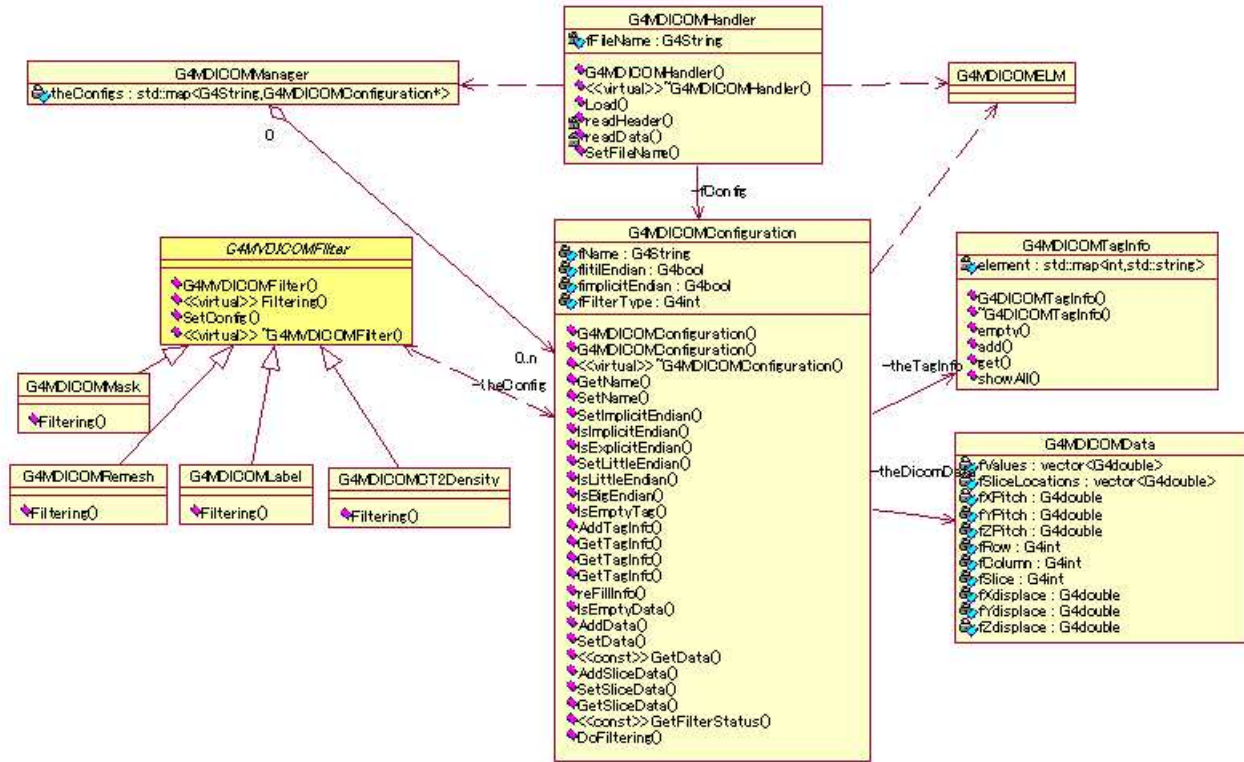 G4MDICOMHandler
fFileName : G4String
G4MDICOMHandler()
<<virtual>> ~G4MDICOMHandler()
Load()
readHeader()
readData()
SetFileName()
G4MDICOMManager
theConfigs : std::map<G4String,G4MDICOMConfiguration*>
G4MDICOMELM
0
-fConfig
G4MVDICOMFilter
G4MVDICOMFilter()
<<virtual>> Filtering()
SetConfig()
<<virtual>> ~G4MVDICOMFilter()
G4MDICOMConfiguration
fName : G4String
flitilEndian : G4bool
fimplicitEndian : G4bool
fFilterType : G4int
G4MDICOMConfiguration()
G4MDICOMConfiguration()
<<virtual>> ~G4MDICOMConfiguration()
GetName()
SetName()
SetImplicitEndian()
IsImplicitEndian()
IsExplicitEndian()
SetLittleEndian()
IsLittleEndian()
IsBigEndian()
IsEmptyTag()
AddTagInfo()
GetTagInfo()
GetTagInfo()
GetTagInfo()
reFillInfo()
IsEmptyData()
AddData()
SetData()
<<const>> GetData()
AddSliceData()
SetSliceData()
GetSliceData()
<<const>> GetFilterStatus()
DoFiltering()
G4MDICOMTagInfo
element : std::map<int,std::string>
G4DICOMTagInfo()
~G4DICOMTagInfo()
empty()
add()
get()
showAll()
0..n
-theConfig
-theTagInfo
G4MDICOMMask
Filtering()
G4MDICOMRemesh
Filtering()
G4MDICOMLabel
Filtering()
G4MDICOMCT2Density
Filtering()
-theDicomData
G4MDICOMData
fValues : vector<G4double>
fSliceLocations : vector<G4double>
fXPitch : G4double
fYPitch : G4double
fZPitch : G4double
fRow : G4int
fColumn : G4int
fSlice : G4int
fXdisplace : G4double
fYdisplace : G4double
fZdisplace : G4double